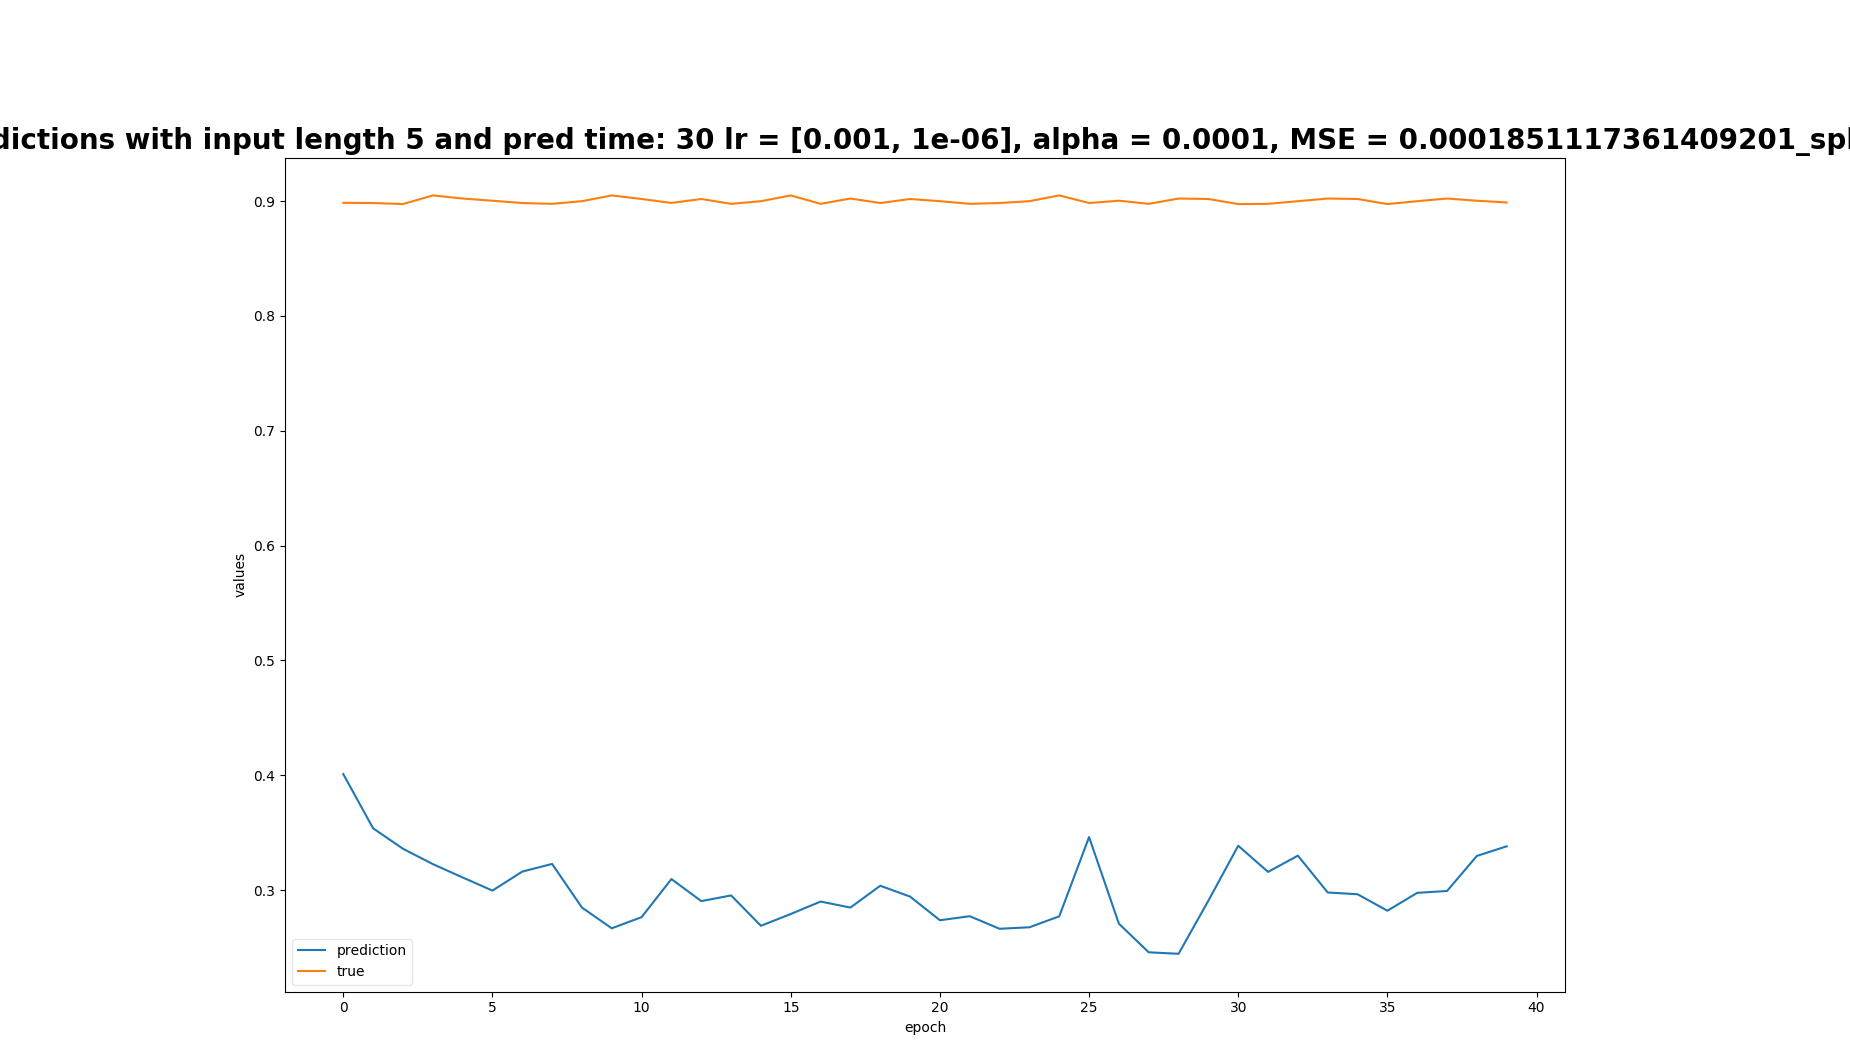 dictions with input length 5 and pred time: 30 lr = [0.001, 1e-06], alpha = 0.0001, MSE = 0.0001851117361409201_spl
0.9
0.8
0.7
0.6
0.5
0.4
0.3
values
prediction
true
0 5 10 15 20 25 30 35 40
epoch